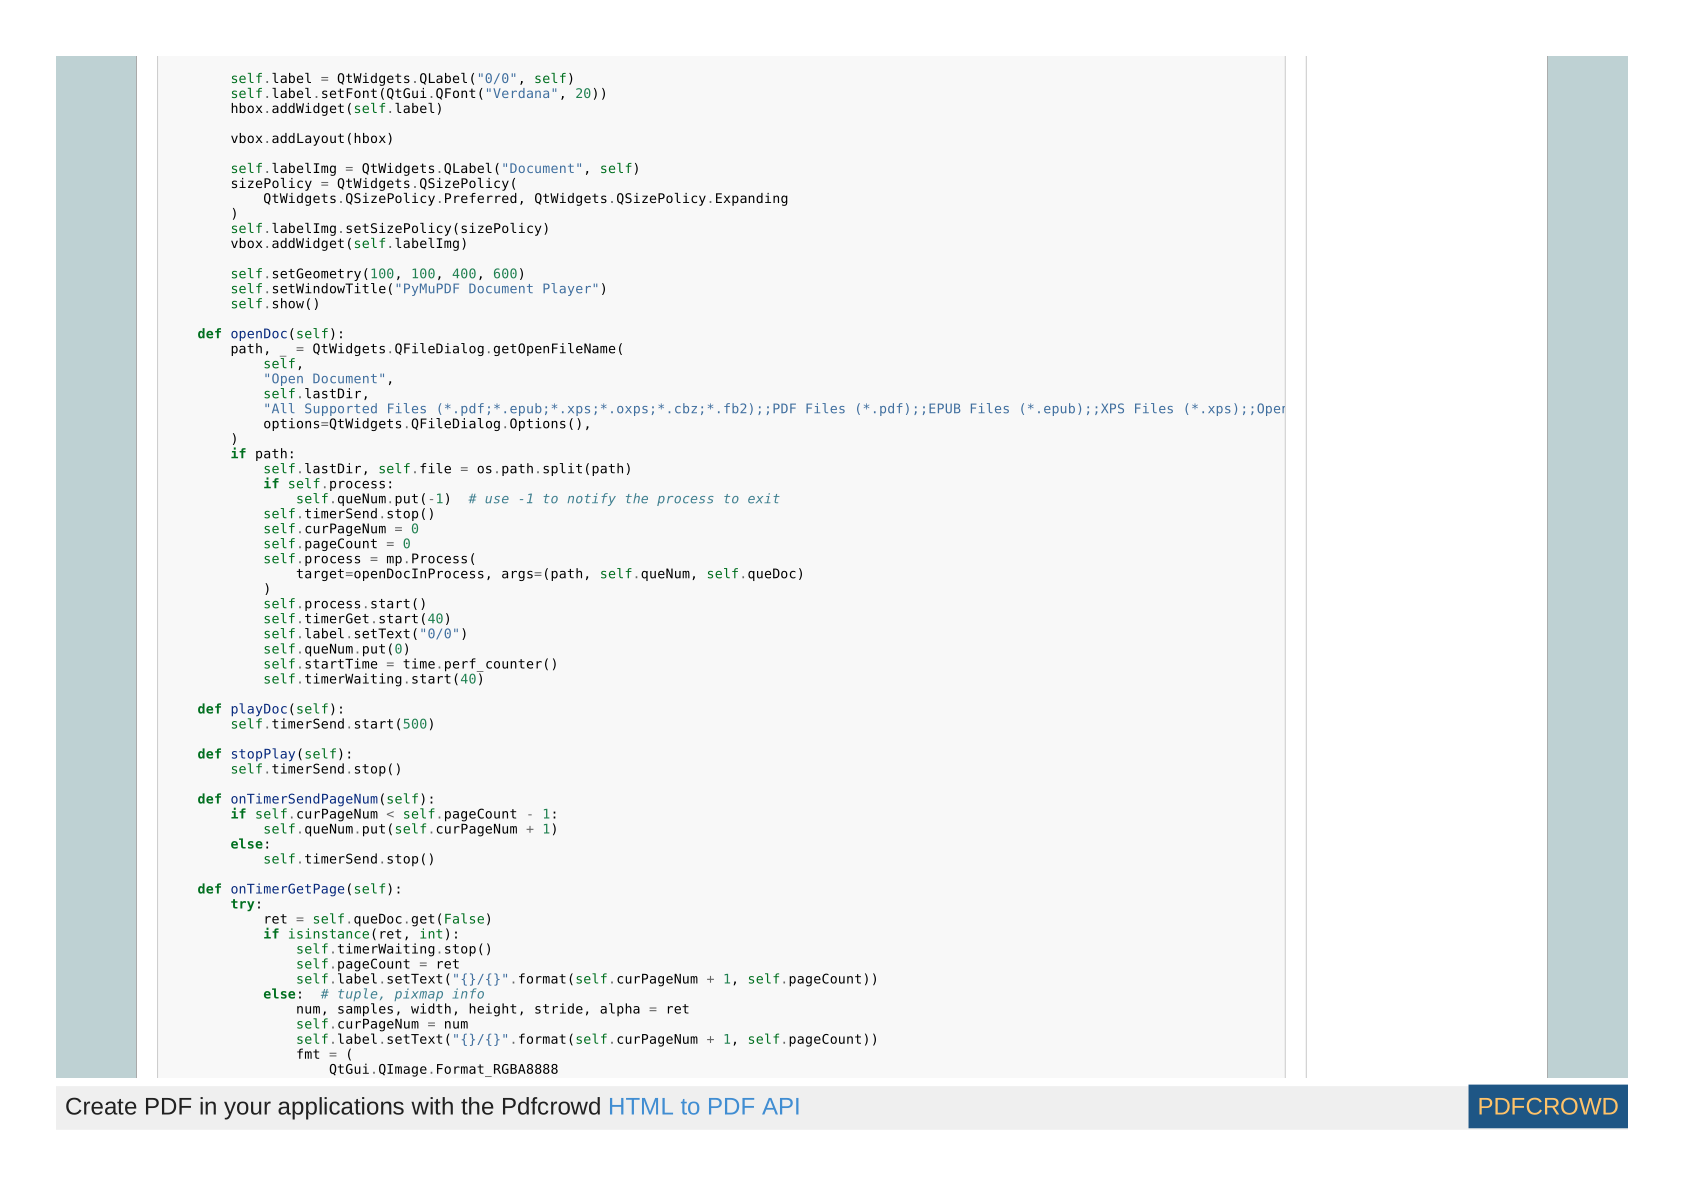 self.label = QtWidgets.QLabel("0/0", self)
self.label.setFont(QtGui.QFont("Verdana", 20))
hbox.addWidget(self.label)
vbox.addLayout(hbox)
self.labelImg = QtWidgets.QLabel("Document", self)
sizePolicy = QtWidgets.QSizePolicy(
QtWidgets.QSizePolicy.Preferred, QtWidgets.QSizePolicy.Expanding
)
self.labelImg.setSizePolicy(sizePolicy)
vbox.addWidget(self.labelImg)
self.setGeometry(100, 100, 400, 600)
self.setWindowTitle("PyMuPDF Document Player")
self.show()
def openDoc(self):
path, _ = QtWidgets.QFileDialog.getOpenFileName(
self,
"Open Document",
self.lastDir,
"All Supported Files (*.pdf;*.epub;*.xps;*.oxps;*.cbz;*.fb2);;PDF Files (*.pdf);;EPUB Files (*.epub);;XPS Files (*.xps);;Open
options=QtWidgets.QFileDialog.Options(),
)
if path:
self.lastDir, self.file = os.path.split(path)
if self.process:
self.queNum.put(-1)  # use -1 to notify the process to exit
self.timerSend.stop()
self.curPageNum = 0
self.pageCount = 0
self.process = mp.Process(
target=openDocInProcess, args=(path, self.queNum, self.queDoc)
)
self.process.start()
self.timerGet.start(40)
self.label.setText("0/0")
self.queNum.put(0)
self.startTime = time.perf_counter()
self.timerWaiting.start(40)
def playDoc(self):
self.timerSend.start(500)
def stopPlay(self):
self.timerSend.stop()
def onTimerSendPageNum(self):
if self.curPageNum < self.pageCount - 1:
self.queNum.put(self.curPageNum + 1)
else:
self.timerSend.stop()
def onTimerGetPage(self):
try:
ret = self.queDoc.get(False)
if isinstance(ret, int):
self.timerWaiting.stop()
self.pageCount = ret
self.label.setText("{}/{}".format(self.curPageNum + 1, self.pageCount))
else:  # tuple, pixmap info
num, samples, width, height, stride, alpha = ret
self.curPageNum = num
self.label.setText("{}/{}".format(self.curPageNum + 1, self.pageCount))
fmt = (
QtGui.QImage.Format_RGBA8888
Create PDF in your applications with the Pdfcrowd HTML to PDF API
PDFCROWD